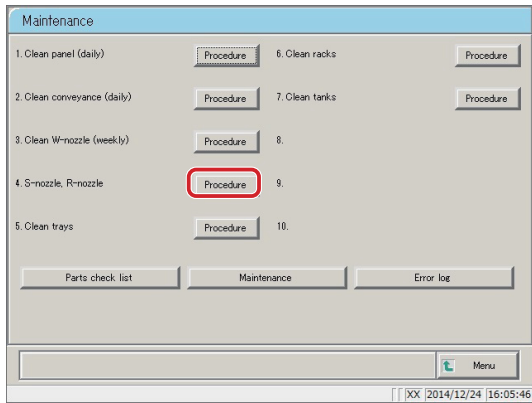 Maintenance
1. Clean panel (daily) Procedure 6. Clean racks Procedure
2. Clean conveyance (daily) Procedure 7. Clean tanks Procedure
3. Clean W-nozzle (weekly) Procedure 8.
4. S-nozzle, R-nozzle Procedure 9.
5. Clean trays Procedure 10.
Parts check list Maintenance Error log
Menu
XX 2014/12/24 16:05:46